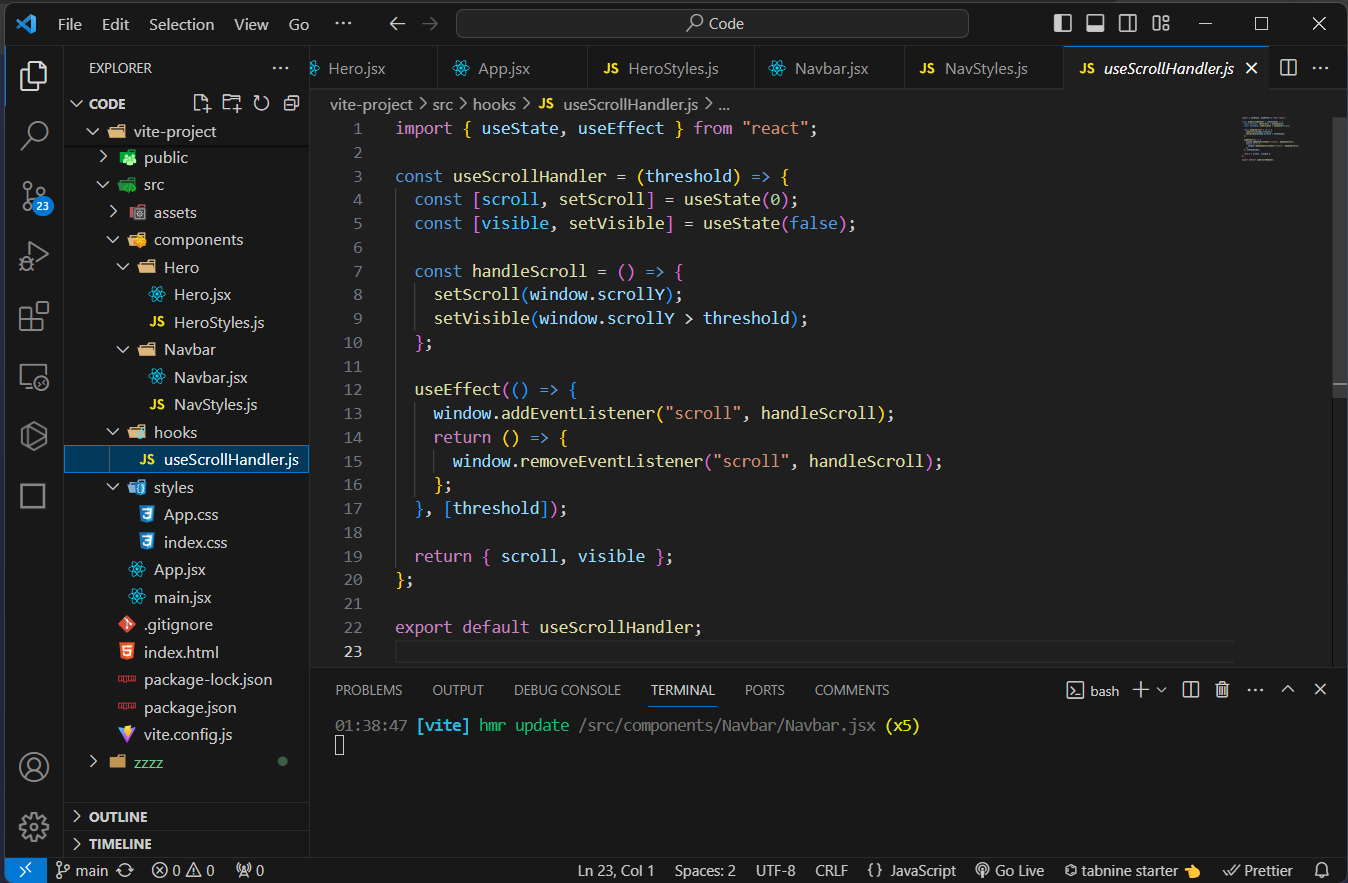 File Edit Selection View Go ··· Code
EXPLORER ···
CODE
vite-project
public
src
assets
components
Hero
Hero.jsx
JS HeroStyles.js
Navbar
Navbar.jsx
JS NavStyles.js
hooks
JS useScrollHandler.js
styles
App.css
index.css
App.jsx
main.jsx
.gitignore
index.html
package-lock.json
package.json
vite.config.js
zzzz
OUTLINE
TIMELINE
23
Hero.jsx App.jsx JS HeroStyles.js Navbar.jsx JS NavStyles.js JS useScrollHandler.js ···
vite-project > src > hooks > JS useScrollHandler.js > ...
1 import { useState, useEffect } from "react";
2
3 const useScrollHandler = (threshold) => {
4 const [scroll, setScroll] = useState(0);
5 const [visible, setVisible] = useState(false);
6
7 const handleScroll = () => {
8 setScroll(window.scrollY);
9 setVisible(window.scrollY > threshold);
10 };
11
12 useEffect(() => {
13 window.addEventListener("scroll", handleScroll);
14 return () => {
15 window.removeEventListener("scroll", handleScroll);
16 };
17 }, [threshold]);
18
19 return { scroll, visible };
20 };
21
22 export default useScrollHandler;
23
PROBLEMS OUTPUT DEBUG CONSOLE TERMINAL PORTS COMMENTS bash ···
01:38:47 [vite] hmr update /src/components/Navbar/Navbar.jsx (x5)
main 0 0 0 Ln 23, Col 1 Spaces: 2 UTF-8 CRLF {} JavaScript Go Live tabnine starter 👈 Prettier